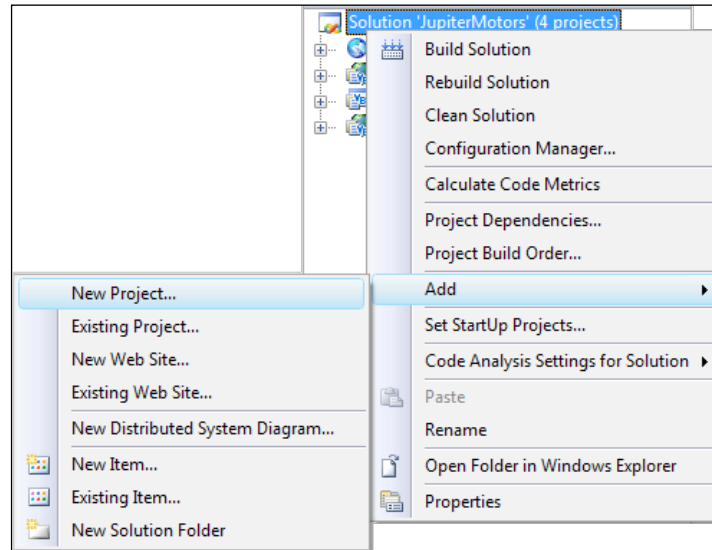 Solution 'JupiterMotors' (4 projects)
Build Solution
Rebuild Solution
Clean Solution
Configuration Manager...
Calculate Code Metrics
Project Dependencies...
Project Build Order...
Add
Set StartUp Projects...
Code Analysis Settings for Solution
Paste
Rename
Open Folder in Windows Explorer
Properties
New Project...
Existing Project...
New Web Site...
Existing Web Site...
New Distributed System Diagram...
New Item...
Existing Item...
New Solution Folder